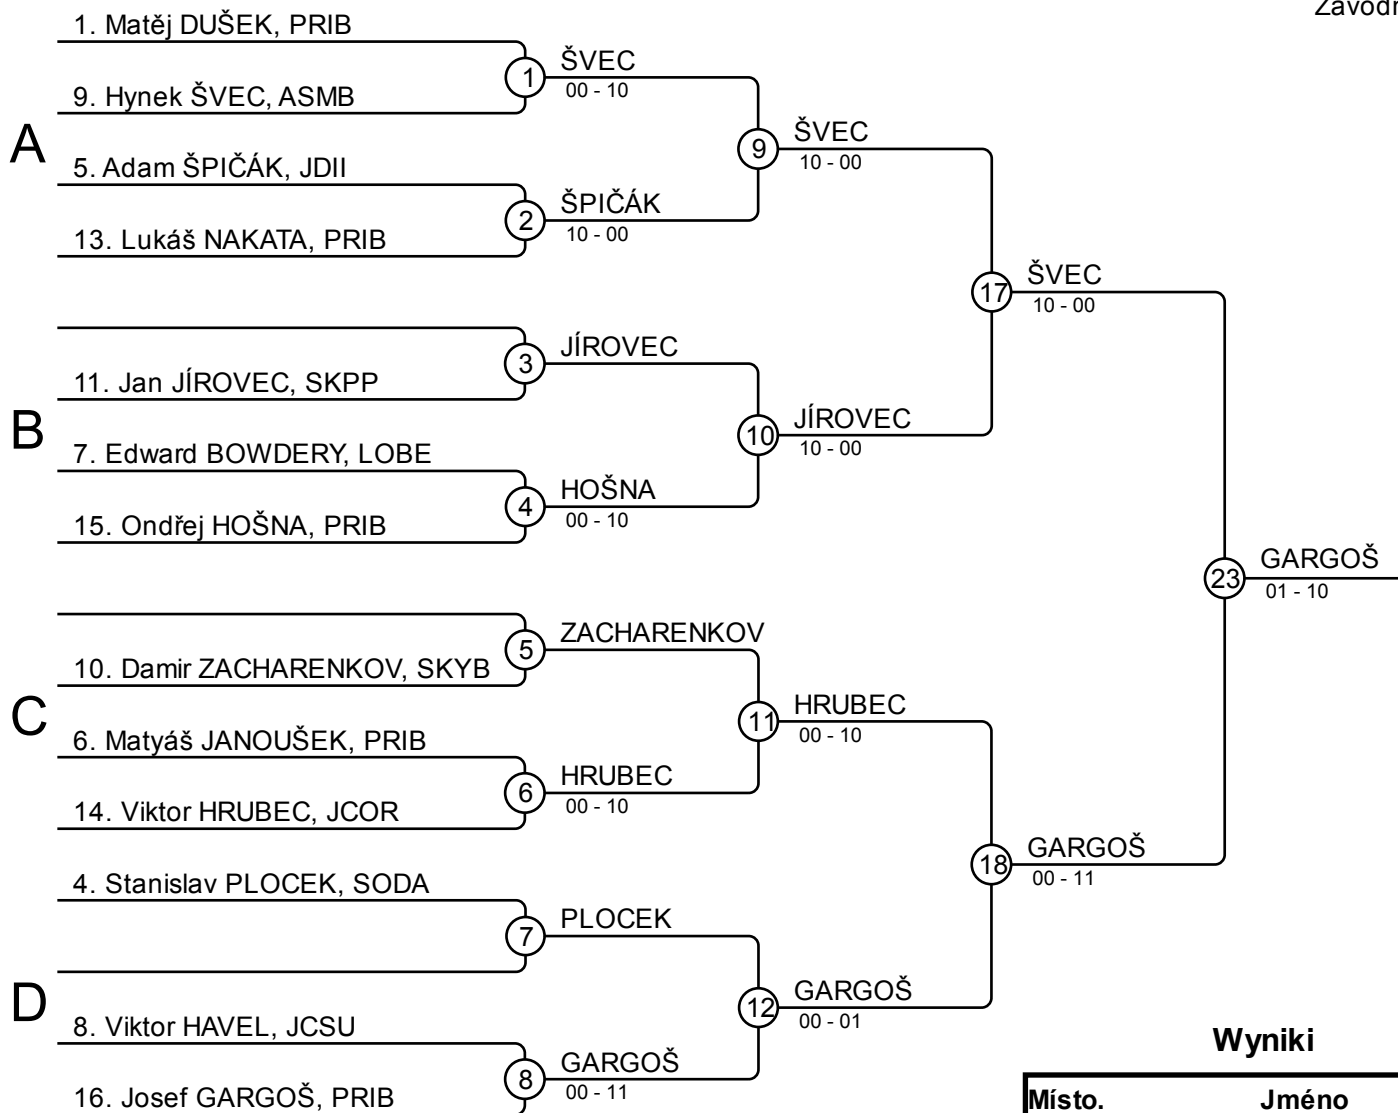 Závodn
1. Matěj DUŠEK, PRIB
1
ŠVEC
00 - 10
9. Hynek ŠVEC, ASMB
A
9
ŠVEC
10 - 00
5. Adam ŠPIČÁK, JDII
2
ŠPIČÁK
10 - 00
13. Lukáš NAKATA, PRIB
17
ŠVEC
10 - 00
3
JÍROVEC
11. Jan JÍROVEC, SKPP
B
10
JÍROVEC
10 - 00
7. Edward BOWDERY, LOBE
4
HOŠNA
00 - 10
15. Ondřej HOŠNA, PRIB
23
GARGOŠ
01 - 10
5
ZACHARENKOV
10. Damir ZACHARENKOV, SKYB
C
11
HRUBEC
00 - 10
6. Matyáš JANOUŠEK, PRIB
6
HRUBEC
00 - 10
14. Viktor HRUBEC, JCOR
18
GARGOŠ
00 - 11
4. Stanislav PLOCEK, SODA
7
PLOCEK
D
12
GARGOŠ
00 - 01
8. Viktor HAVEL, JCSU
8
GARGOŠ
00 - 11
16. Josef GARGOŠ, PRIB
Wyniki
Místo. Jméno